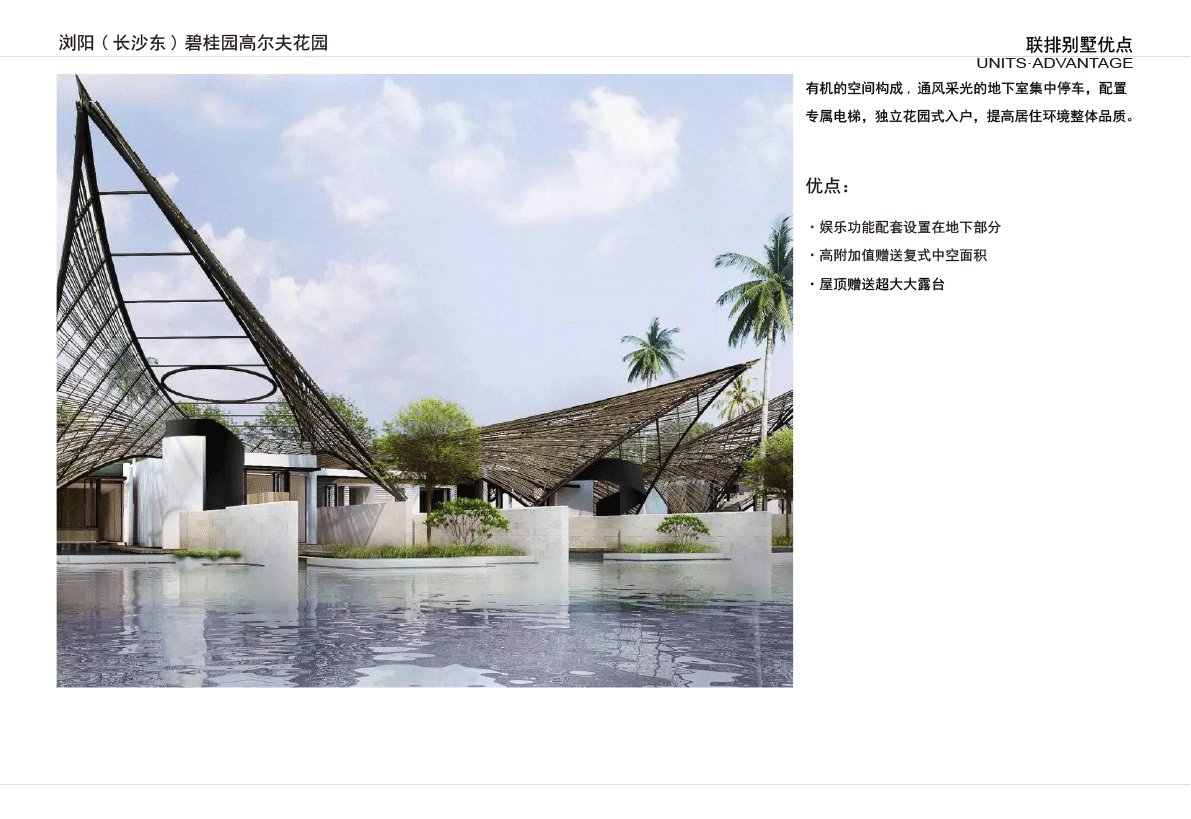 浏阳（长沙东）碧桂园高尔夫花园
联排别墅优点
UNITS·ADVANTAGE
有机的空间构成，通风采光的地下室集中停车，配置
专属电梯，独立花园式入户，提高居住环境整体品质。
优点：
·娱乐功能配套设置在地下部分
·高附加值赠送复式中空面积
·屋顶赠送超大大露台